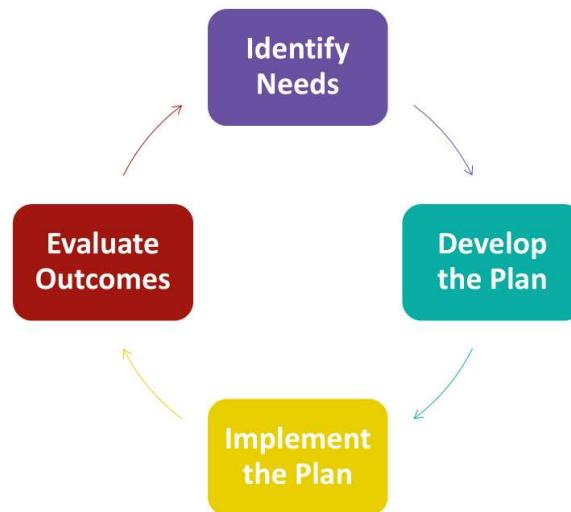 Identify
Needs
Develop
the Plan
Implement
the Plan
Evaluate
Outcomes